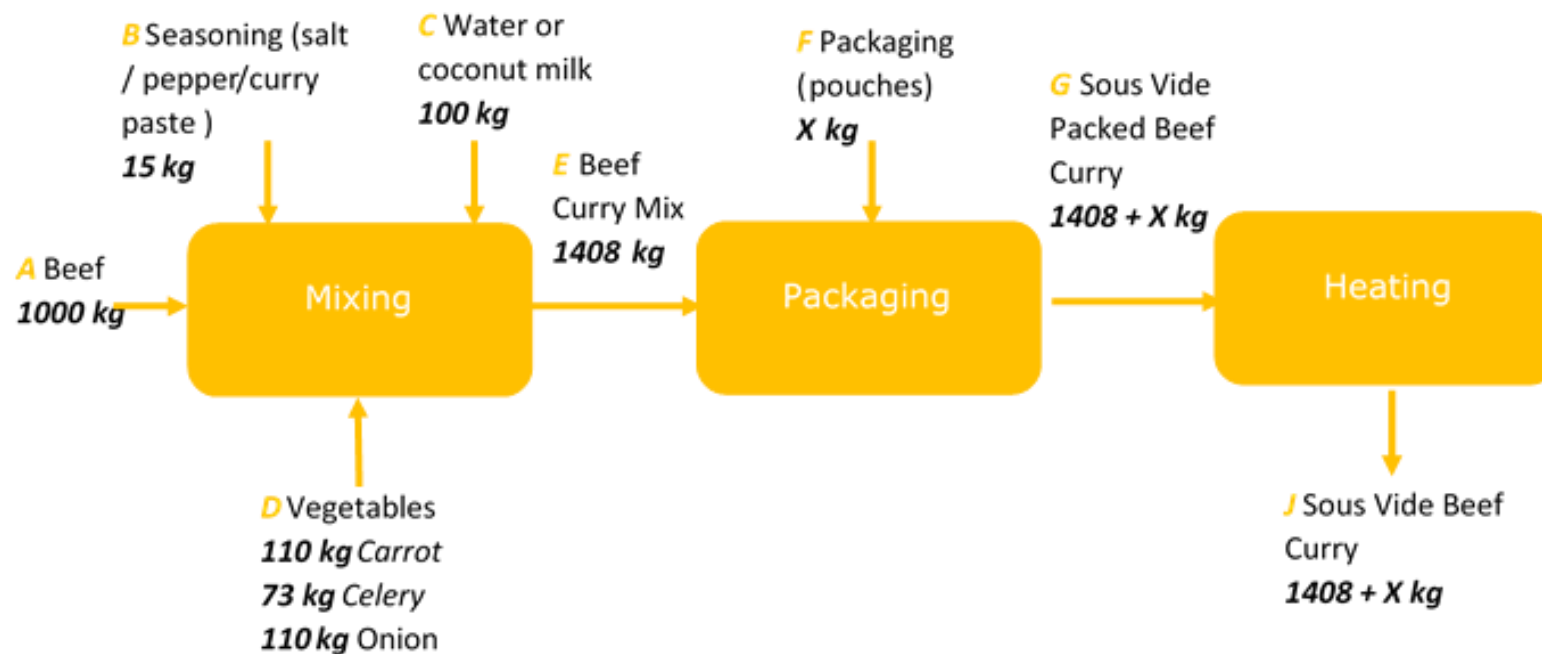 B Seasoning (salt
/ pepper/curry
paste )
15 kg
C Water or
coconut milk
100 kg
F Packaging
(pouches)
X kg
G Sous Vide
Packed Beef
Curry
1408 + X kg
E Beef
Curry Mix
1408 kg
A Beef
1000 kg
Mixing
Packaging
Heating
D Vegetables
110 kg Carrot
73 kg Celery
110 kg Onion
J Sous Vide Beef
Curry
1408 + X kg